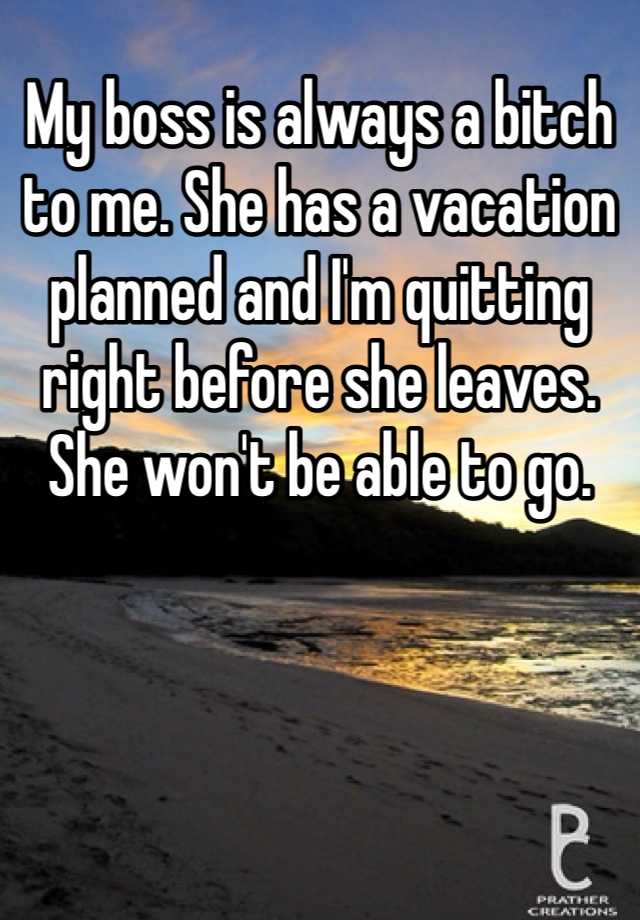 My boss is always a bitch
to me. She has a vacation
planned and I'm quitting
right before she leaves.
She won't be able to go.
PC
PRATHER
CREATIONS